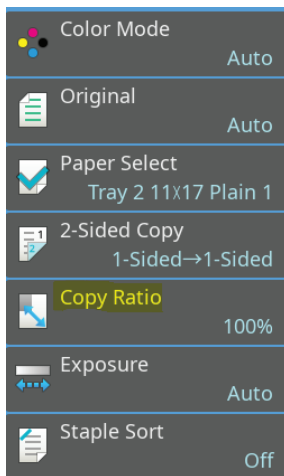 Color Mode
Auto
Original
Auto
Paper Select
Tray 2 11X17 Plain 1
2-Sided Copy
1-Sided→1-Sided
Copy Ratio
100%
Exposure
Auto
Staple Sort
Off